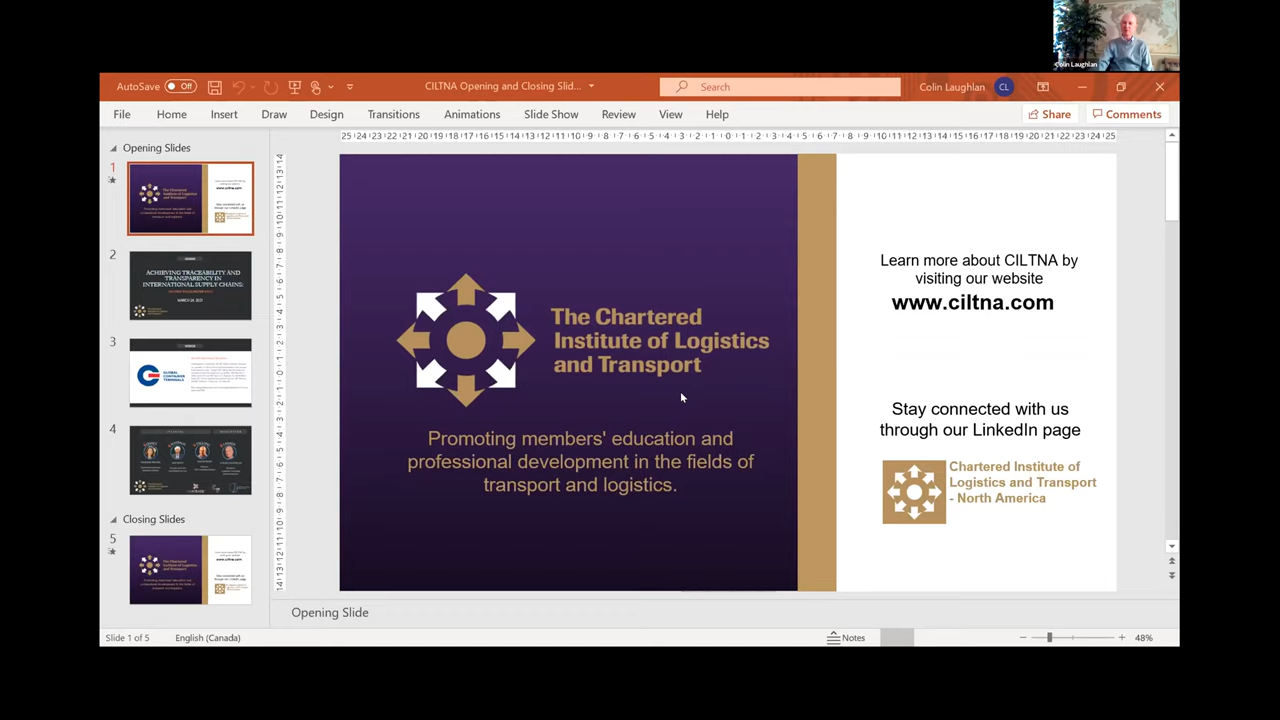 Colin Laughlan
AutoSave Off
CILTNA Opening and Closing Slid...
Search
Colin Laughlan CL
File Home Insert Draw Design Transitions Animations Slide Show Review View Help Share Comments
Opening Slides
1
2
ACHIEVING TRACEABILITY AND
TRANSPARENCY IN
INTERNATIONAL SUPPLY CHAINS:
3
GLOBAL
CONTAINER
TERMINALS
4
Closing Slides
5
The Chartered
Institute of Logistics
and Transport
Promoting members' education and
professional development in the fields of
transport and logistics.
Learn more about CILTNA by
visiting our website
www.ciltna.com
Stay connected with us
through our LinkedIn page
Chartered Institute of
Logistics and Transport
- North America
Opening Slide
Slide 1 of 5 English (Canada) Notes 48%